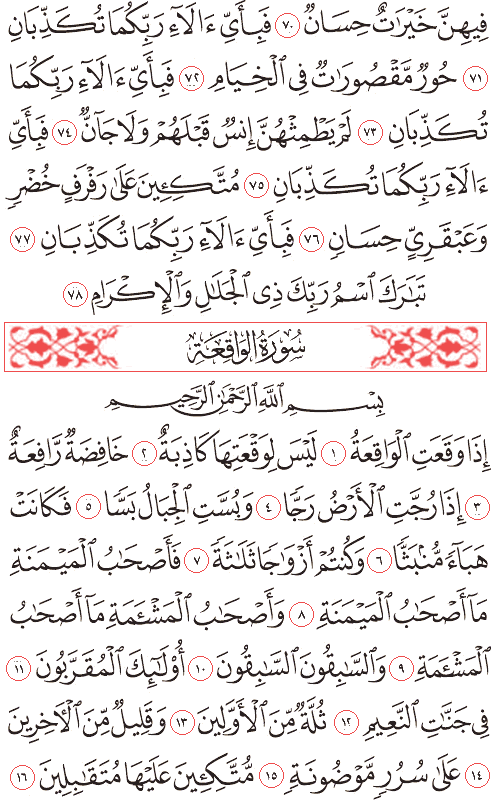 فِيهِنَّ خَيْرَٰتٌ حِسَانٌ ٧٠ فَبِأَيِّ ءَالَآءِ رَبِّكُمَا تُكَذِّبَانِ
٧١ حُورٌ مَّقْصُورَٰتٌ فِي ٱلْخِيَامِ ٧٢ فَبِأَيِّ ءَالَآءِ رَبِّكُمَا
تُكَذِّبَانِ ٧٣ لَمْ يَطْمِثْهُنَّ إِنسٌ قَبْلَهُمْ وَلَا جَآنٌّ ٧٤ فَبِأَيِّ
ءَالَآءِ رَبِّكُمَا تُكَذِّبَانِ ٧٥ مُتَّكِـِٔينَ عَلَىٰ رَفْرَفٍ خُضْرٍ
وَعَبْقَرِيٍّ حِسَانٍ ٧٦ فَبِأَيِّ ءَالَآءِ رَبِّكُمَا تُكَذِّبَانِ ٧٧
تَبَٰرَكَ ٱسْمُ رَبِّكَ ذِي ٱلْجَلَٰلِ وَٱلْإِكْرَامِ ٧٨
سُورَةُ الوَاقِعَةِ
بِسْمِ ٱللَّهِ ٱلرَّحْمَٰنِ ٱلرَّحِيمِ
إِذَا وَقَعَتِ ٱلْوَاقِعَةُ ١ لَيْسَ لِوَقْعَتِهَا كَاذِبَةٌ ٢ خَافِضَةٌ رَّافِعَةٌ
٣ إِذَا رُجَّتِ ٱلْأَرْضُ رَجًّا ٤ وَبُسَّتِ ٱلْجِبَالُ بَسًّا ٥ فَكَانَتْ
هَبَآءً مُّنۢبَثًّا ٦ وَكُنتُمْ أَزْوَٰجًا ثَلَٰثَةً ٧ فَأَصْحَٰبُ ٱلْمَيْمَنَةِ
مَآ أَصْحَٰبُ ٱلْمَيْمَنَةِ ٨ وَأَصْحَٰبُ ٱلْمَشْـَٔمَةِ مَآ أَصْحَٰبُ
ٱلْمَشْـَٔمَةِ ٩ وَٱلسَّٰبِقُونَ ٱلسَّٰبِقُونَ ١٠ أُو۟لَٰٓئِكَ ٱلْمُقَرَّبُونَ ١١
فِي جَنَّٰتِ ٱلنَّعِيمِ ١٢ ثُلَّةٌ مِّنَ ٱلْأَوَّلِينَ ١٣ وَقَلِيلٌ مِّنَ ٱلْأٓخِرِينَ
١٤ عَلَىٰ سُرُرٍ مَّوْضُونَةٍ ١٥ مُّتَّكِـِٔينَ عَلَيْهَا مُتَقَٰبِلِينَ ١٦